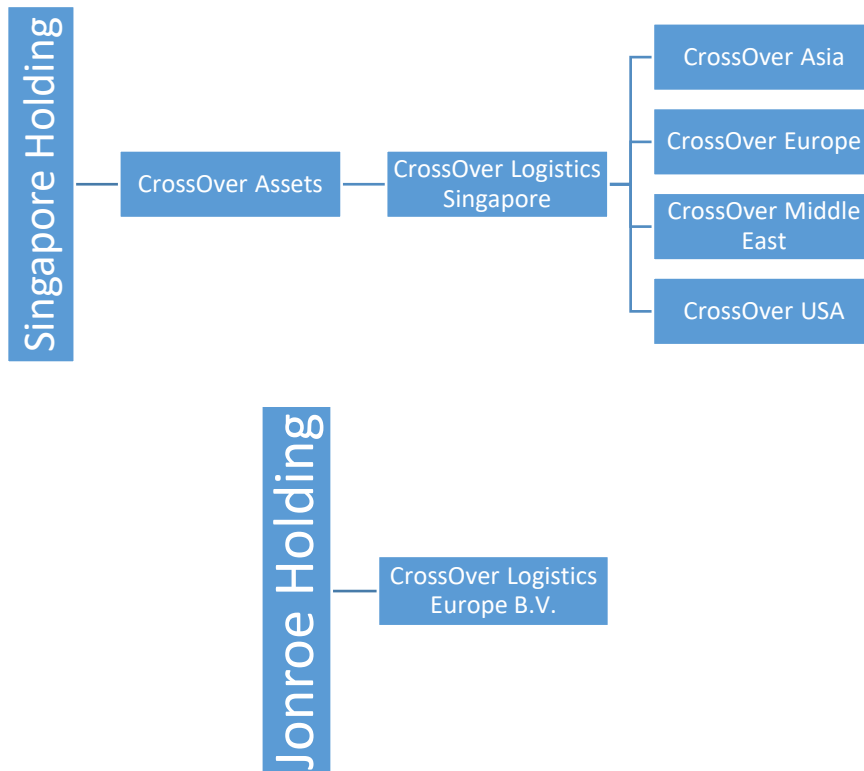 Singapore Holding
CrossOver Assets
CrossOver Logistics
Singapore
CrossOver Asia
CrossOver Europe
CrossOver Middle
East
CrossOver USA
Jonroe Holding
CrossOver Logistics
Europe B.V.